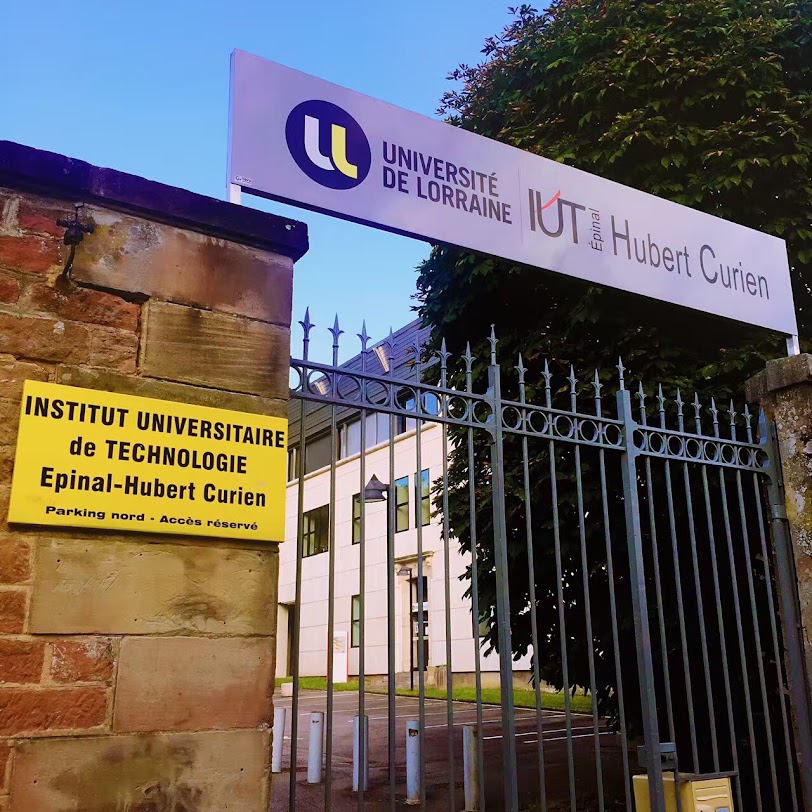 UNIVERSITÉ
DE LORRAINE
IUT Épinal Hubert Curien
INSTITUT UNIVERSITAIRE
de TECHNOLOGIE
Epinal-Hubert Curien
Parking nord - Accès réservé